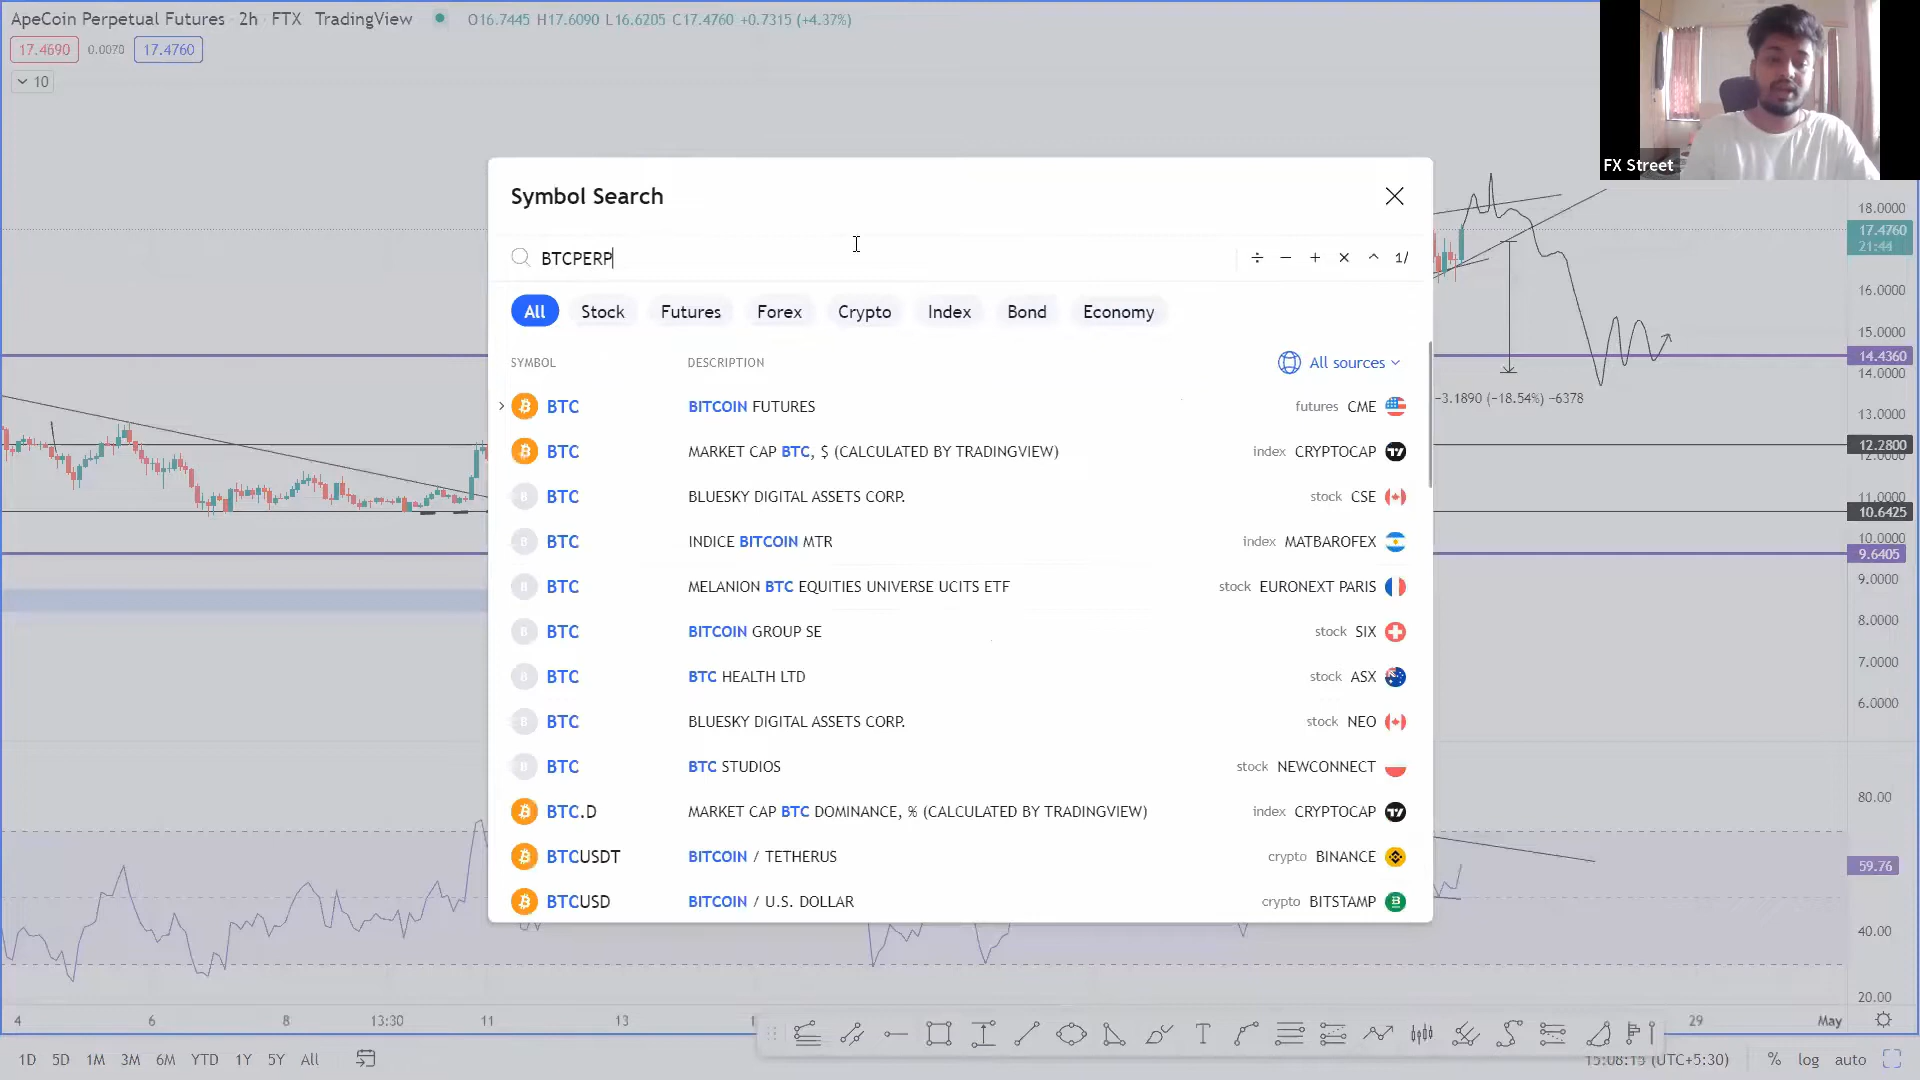 ApeCoin Perpetual Futures · 2h · FTX TradingView O16.7445 H17.6090 L16.6205 C17.4760 +0.7315 (+4.37%)
17.4690 0.0070 17.4760
10
FX Street
Symbol Search
BTCPERP
÷ − + × ^ 1/
All Stock Futures Forex Crypto Index Bond Economy
SYMBOL DESCRIPTION All sources
BTC BITCOIN FUTURES futures CME
BTC MARKET CAP BTC, $ (CALCULATED BY TRADINGVIEW) index CRYPTOCAP
BTC BLUESKY DIGITAL ASSETS CORP. stock CSE
BTC INDICE BITCOIN MTR index MATBAROFEX
BTC MELANION BTC EQUITIES UNIVERSE UCITS ETF stock EURONEXT PARIS
BTC BITCOIN GROUP SE stock SIX
BTC BTC HEALTH LTD stock ASX
BTC BLUESKY DIGITAL ASSETS CORP. stock NEO
BTC BTC STUDIOS stock NEWCONNECT
BTC.D MARKET CAP BTC DOMINANCE, % (CALCULATED BY TRADINGVIEW) index CRYPTOCAP
BTCUSDT BITCOIN / TETHERUS crypto BINANCE
BTCUSD BITCOIN / U.S. DOLLAR crypto BITSTAMP
−3.1890 (−18.54%) −6378
18.0000
17.4760
21:44
16.0000
15.0000
14.4360
14.0000
13.0000
12.2800
12.0000
11.0000
10.6425
10.0000
9.6405
9.0000
8.0000
7.0000
6.0000
80.00
59.76
40.00
20.00
4 6 8 13:30 11 13 29 May
1D 5D 1M 3M 6M YTD 1Y 5Y All
(UTC+5:30) % log auto